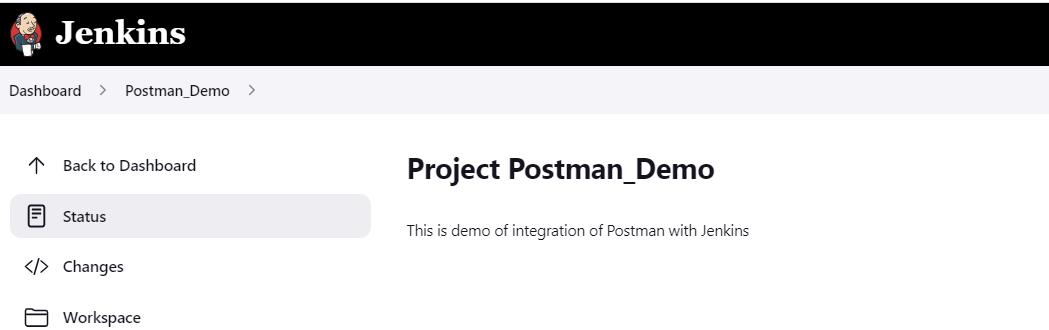 Jenkins
Dashboard > Postman_Demo >
Back to Dashboard
Status
Changes
Workspace
Project Postman_Demo
This is demo of integration of Postman with Jenkins